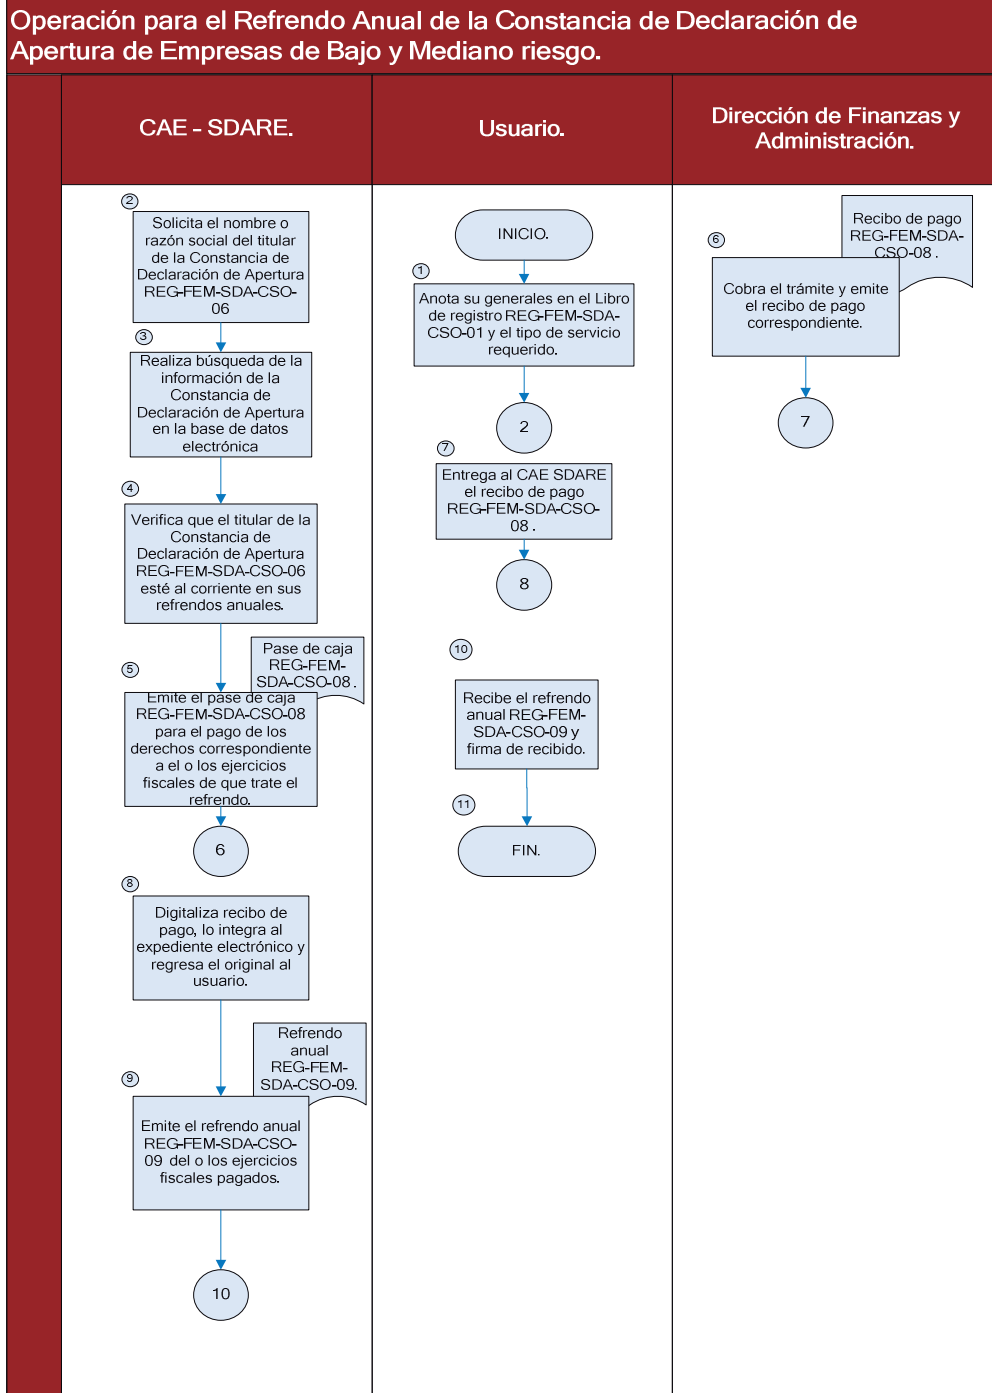 Operación para el Refrendo Anual de la Constancia de Declaración de
Apertura de Empresas de Bajo y Mediano riesgo.
CAE - SDARE.
Usuario.
Dirección de Finanzas y
Administración.
2
Solicita el nombre o
razón social del titular
de la Constancia de
Declaración de Apertura
REG-FEM-SDA-CSO-
06
3
Realiza búsqueda de la
información de la
Constancia de
Declaración de Apertura
en la base de datos
electrónica
4
Verifica que el titular de la
Constancia de
Declaración de Apertura
REG-FEM-SDA-CSO-06
esté al corriente en sus
refrendos anuales.
Pase de caja
REG-FEM-
SDA-CSO-08 .
5
Emite el pase de caja
REG-FEM-SDA-CSO-08
para el pago de los
derechos correspondiente
a el o los ejercicios
fiscales de que trate el
refrendo.
6
8
Digitaliza recibo de
pago, lo integra al
expediente electrónico y
regresa el original al
usuario.
Refrendo
anual
REG-FEM-
SDA-CSO-09.
9
Emite el refrendo anual
REG-FEM-SDA-CSO-
09 del o los ejercicios
fiscales pagados.
10
INICIO.
1
Anota su generales en el Libro
de registro REG-FEM-SDA-
CSO-01 y el tipo de servicio
requerido.
2
7
Entrega al CAE SDARE
el recibo de pago
REG-FEM-SDA-CSO-
08 .
8
10
Recibe el refrendo
anual REG-FEM-
SDA-CSO-09 y
firma de recibido.
11
FIN.
Recibo de pago
REG-FEM-SDA-
CSO-08 .
6
Cobra el trámite y emite
el recibo de pago
correspondiente.
7